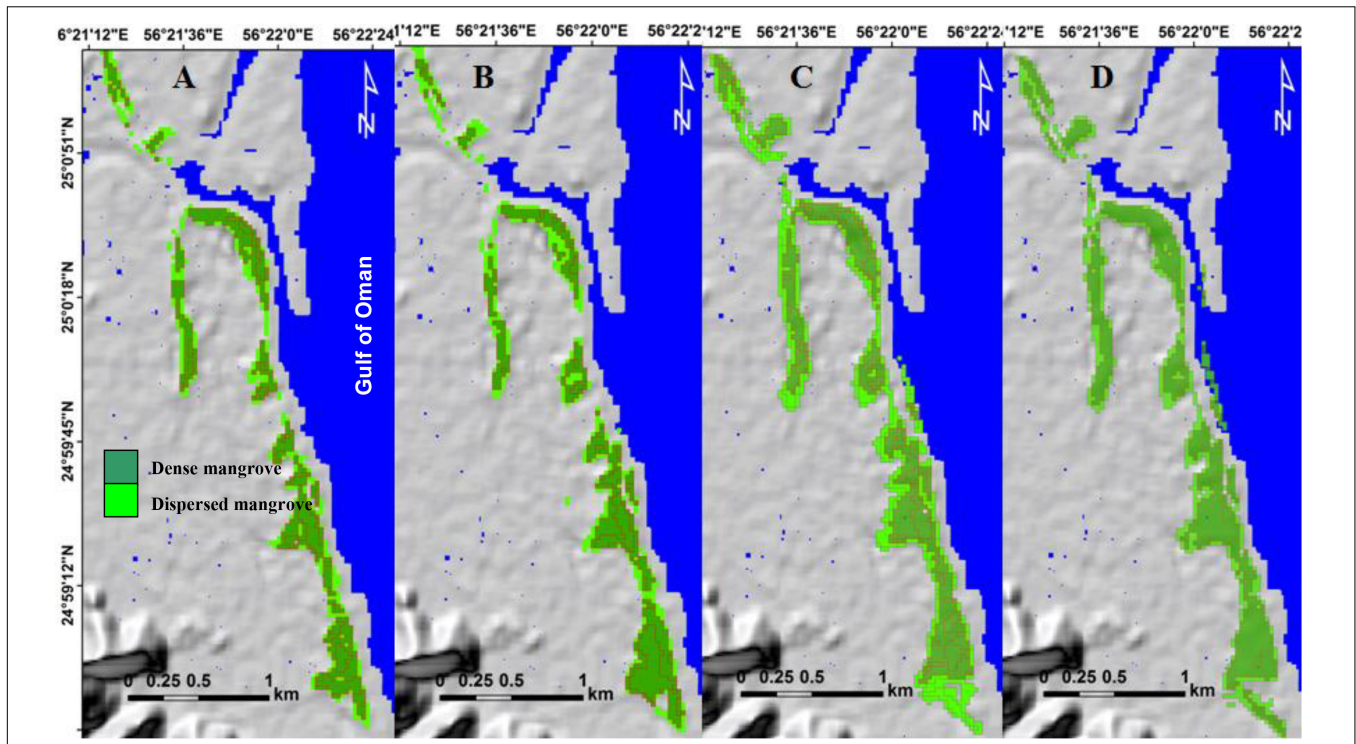 6°21'12"E 56°21'36"E 56°22'0"E 56°22'24"E
1'12"E 56°21'36"E 56°22'0"E 56°22'2
56°21'36"E 56°22'0"E 56°22'24
56°21'36"E 56°22'0"E 56°22'2
A
B
C
D
N
N
N
N
25°0'51"N
25°0'18"N
24°59'45"N
24°59'12"N
Gulf of Oman
Dense mangrove
Dispersed mangrove
0 0.25 0.5 1
km
0 0.25 0.5 1
km
0 0.25 0.5 1
km
0 0.25 0.5 1
km